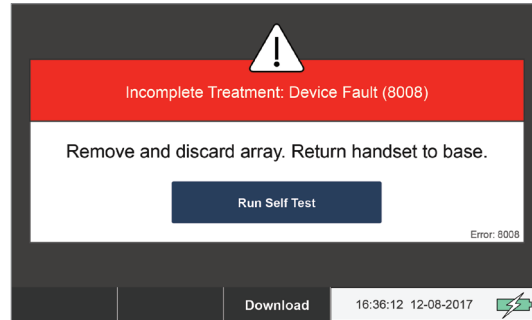 Incomplete Treatment: Device Fault (8008)
Remove and discard array. Return handset to base.
Run Self Test
Error: 8008
Download 16:36:12 12-08-2017